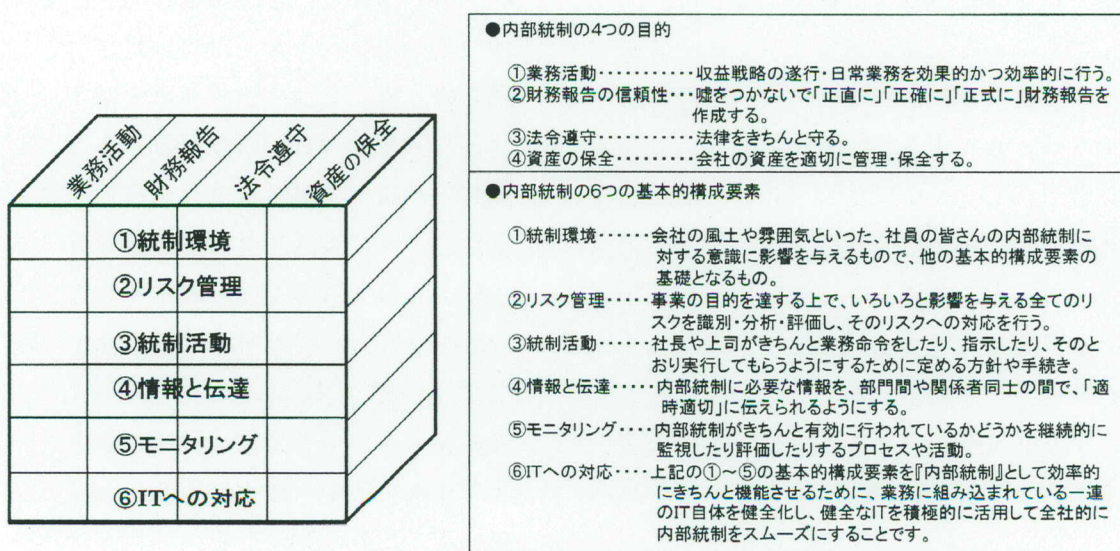 業務活動
財務報告
法令遵守
資産の保全
①統制環境
②リスク管理
③統制活動
④情報と伝達
⑤モニタリング
⑥ITへの対応
●内部統制の4つの目的
①業務活動・・・・・・・・・・・収益戦略の遂行・日常業務を効果的かつ効率的に行う。
②財務報告の信頼性・・・嘘をつかないで「正直に」「正確に」「正式に」財務報告を
作成する。
③法令遵守・・・・・・・・・・・法律をきちんと守る。
④資産の保全・・・・・・・・・会社の資産を適切に管理・保全する。
●内部統制の6つの基本的構成要素
①統制環境・・・・・・会社の風土や雰囲気といった、社員の皆さんの内部統制に
対する意識に影響を与えるもので、他の基本的構成要素の
基礎となるもの。
②リスク管理・・・・・事業の目的を達する上で、いろいろと影響を与える全てのリ
スクを識別・分析・評価し、そのリスクへの対応を行う。
③統制活動・・・・・・社長や上司がきちんと業務命令をしたり、指示したり、そのと
おり実行してもらうようにするために定める方針や手続き。
④情報と伝達・・・・・内部統制に必要な情報を、部門間や関係者同士の間で、「適
時適切」に伝えられるようにする。
⑤モニタリング・・・・内部統制がきちんと有効に行われているかどうかを継続的に
監視したり評価したりするプロセスや活動。
⑥ITへの対応・・・・上記の①～⑤の基本的構成要素を『内部統制』として効率的
にきちんと機能させるために、業務に組み込まれている一連
のIT自体を健全化し、健全なITを積極的に活用して全社的に
内部統制をスムーズにすることです。